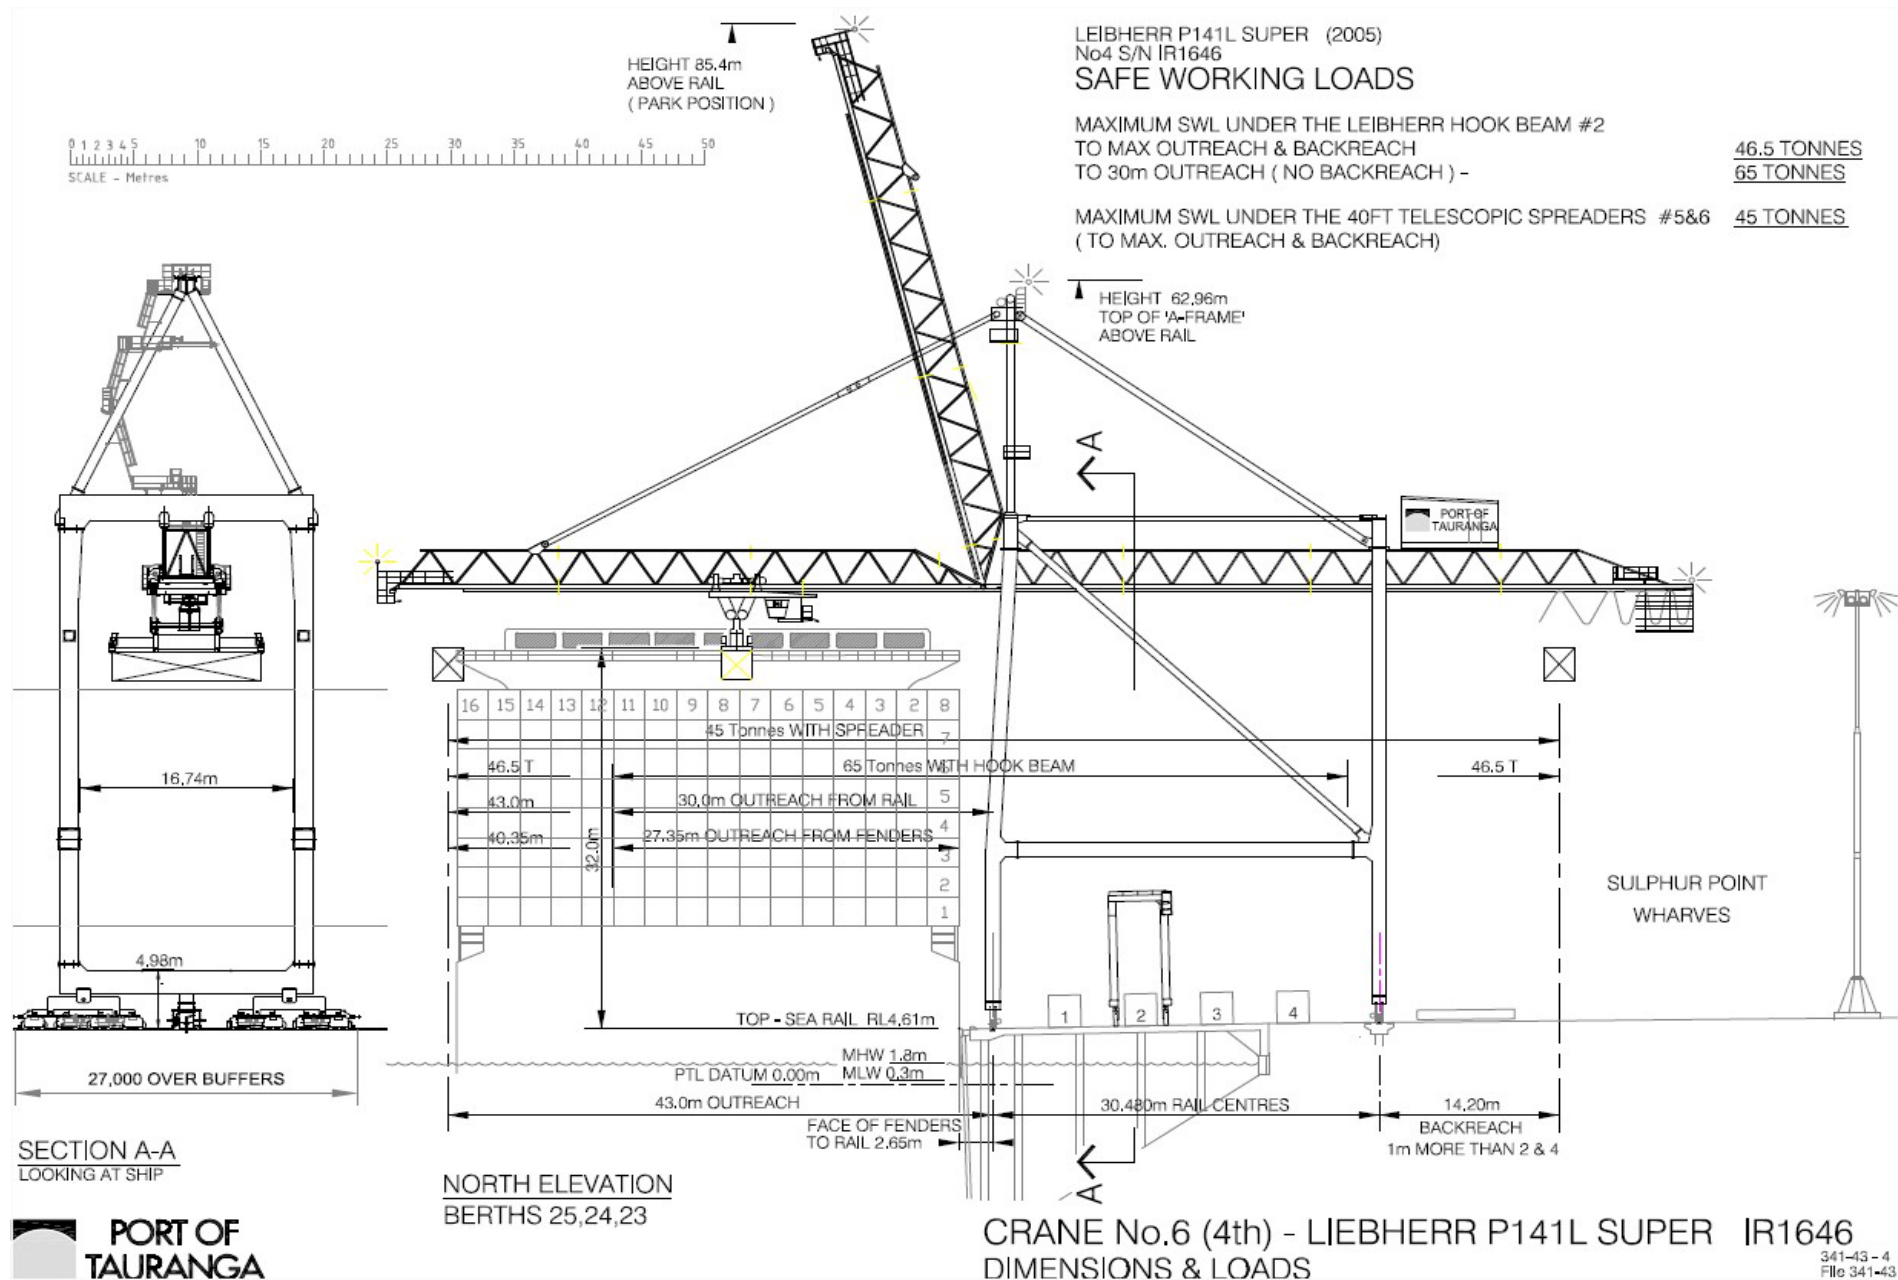 LEIBHERR P141L SUPER (2005)
No4 S/N IR1646
SAFE WORKING LOADS
MAXIMUM SWL UNDER THE LEIBHERR HOOK BEAM #2
TO MAX OUTREACH & BACKREACH 46.5 TONNES
TO 30m OUTREACH ( NO BACKREACH ) - 65 TONNES
MAXIMUM SWL UNDER THE 40FT TELESCOPIC SPREADERS #5&6 45 TONNES
( TO MAX. OUTREACH & BACKREACH)
HEIGHT 85.4m
ABOVE RAIL
( PARK POSITION )
0 1 2 3 4 5 10 15 20 25 30 35 40 45 50
SCALE - Metres
HEIGHT 62,96m
TOP OF 'A-FRAME'
ABOVE RAIL
A
PORT OF
TAURANGA
16 15 14 13 12 11 10 9 8 7 6 5 4 3 2 8
7
45 Tonnes WITH SPREADER
46.5 T
65 Tonnes WITH HOOK BEAM
6
46.5 T
16,74m
43.0m
30,0m OUTREACH FROM RAIL
5
4
40,35m
27,35m OUTREACH FROM FENDERS
3
32.0m
2
1
SULPHUR POINT
WHARVES
4,98m
1 2 3 4
TOP - SEA RAIL RL4,61m
MHW 1.8m
PTL DATUM 0,00m MLW 0,3m
27,000 OVER BUFFERS
43.0m OUTREACH
30,480m RAIL CENTRES
14,20m
BACKREACH
1m MORE THAN 2 & 4
FACE OF FENDERS
TO RAIL 2.65m
A
SECTION A-A
LOOKING AT SHIP
NORTH ELEVATION
BERTHS 25,24,23
PORT OF
TAURANGA
CRANE No.6 (4th) - LIEBHERR P141L SUPER IR1646
DIMENSIONS & LOADS
341-43 - 4
File 341-43